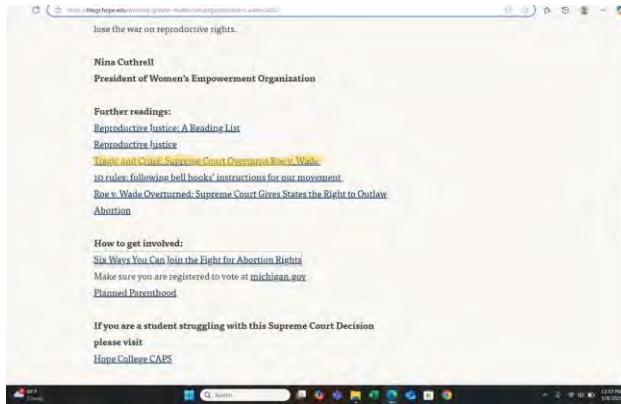 blogs.hope.edu
lose the war on reproductive rights.
Nina Cuthrell
President of Women's Empowerment Organization
Further readings:
Reproductive Justice: A Reading List
Reproductive Justice
Tragic and Cruel: Supreme Court Overturns Roe v. Wade
10 rules: following bell hooks' instructions for our movement
Roe v. Wade Overturned: Supreme Court Gives States the Right to Outlaw
Abortion
How to get involved:
Six Ways You Can Join the Fight for Abortion Rights
Make sure you are registered to vote at michigan.gov
Planned Parenthood
If you are a student struggling with this Supreme Court Decision
please visit
Hope College CAPS
Search